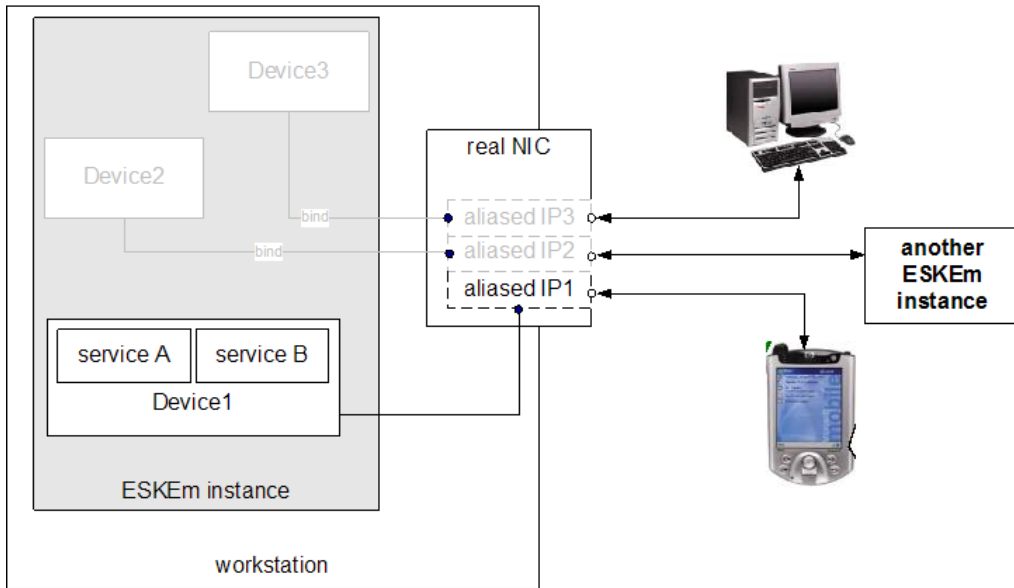 Device3
real NIC
Device2
bind
aliased IP3
bind
aliased IP2
another
ESKEm
instance
aliased IP1
service A
service B
Device1
mobile
ESKEm instance
workstation